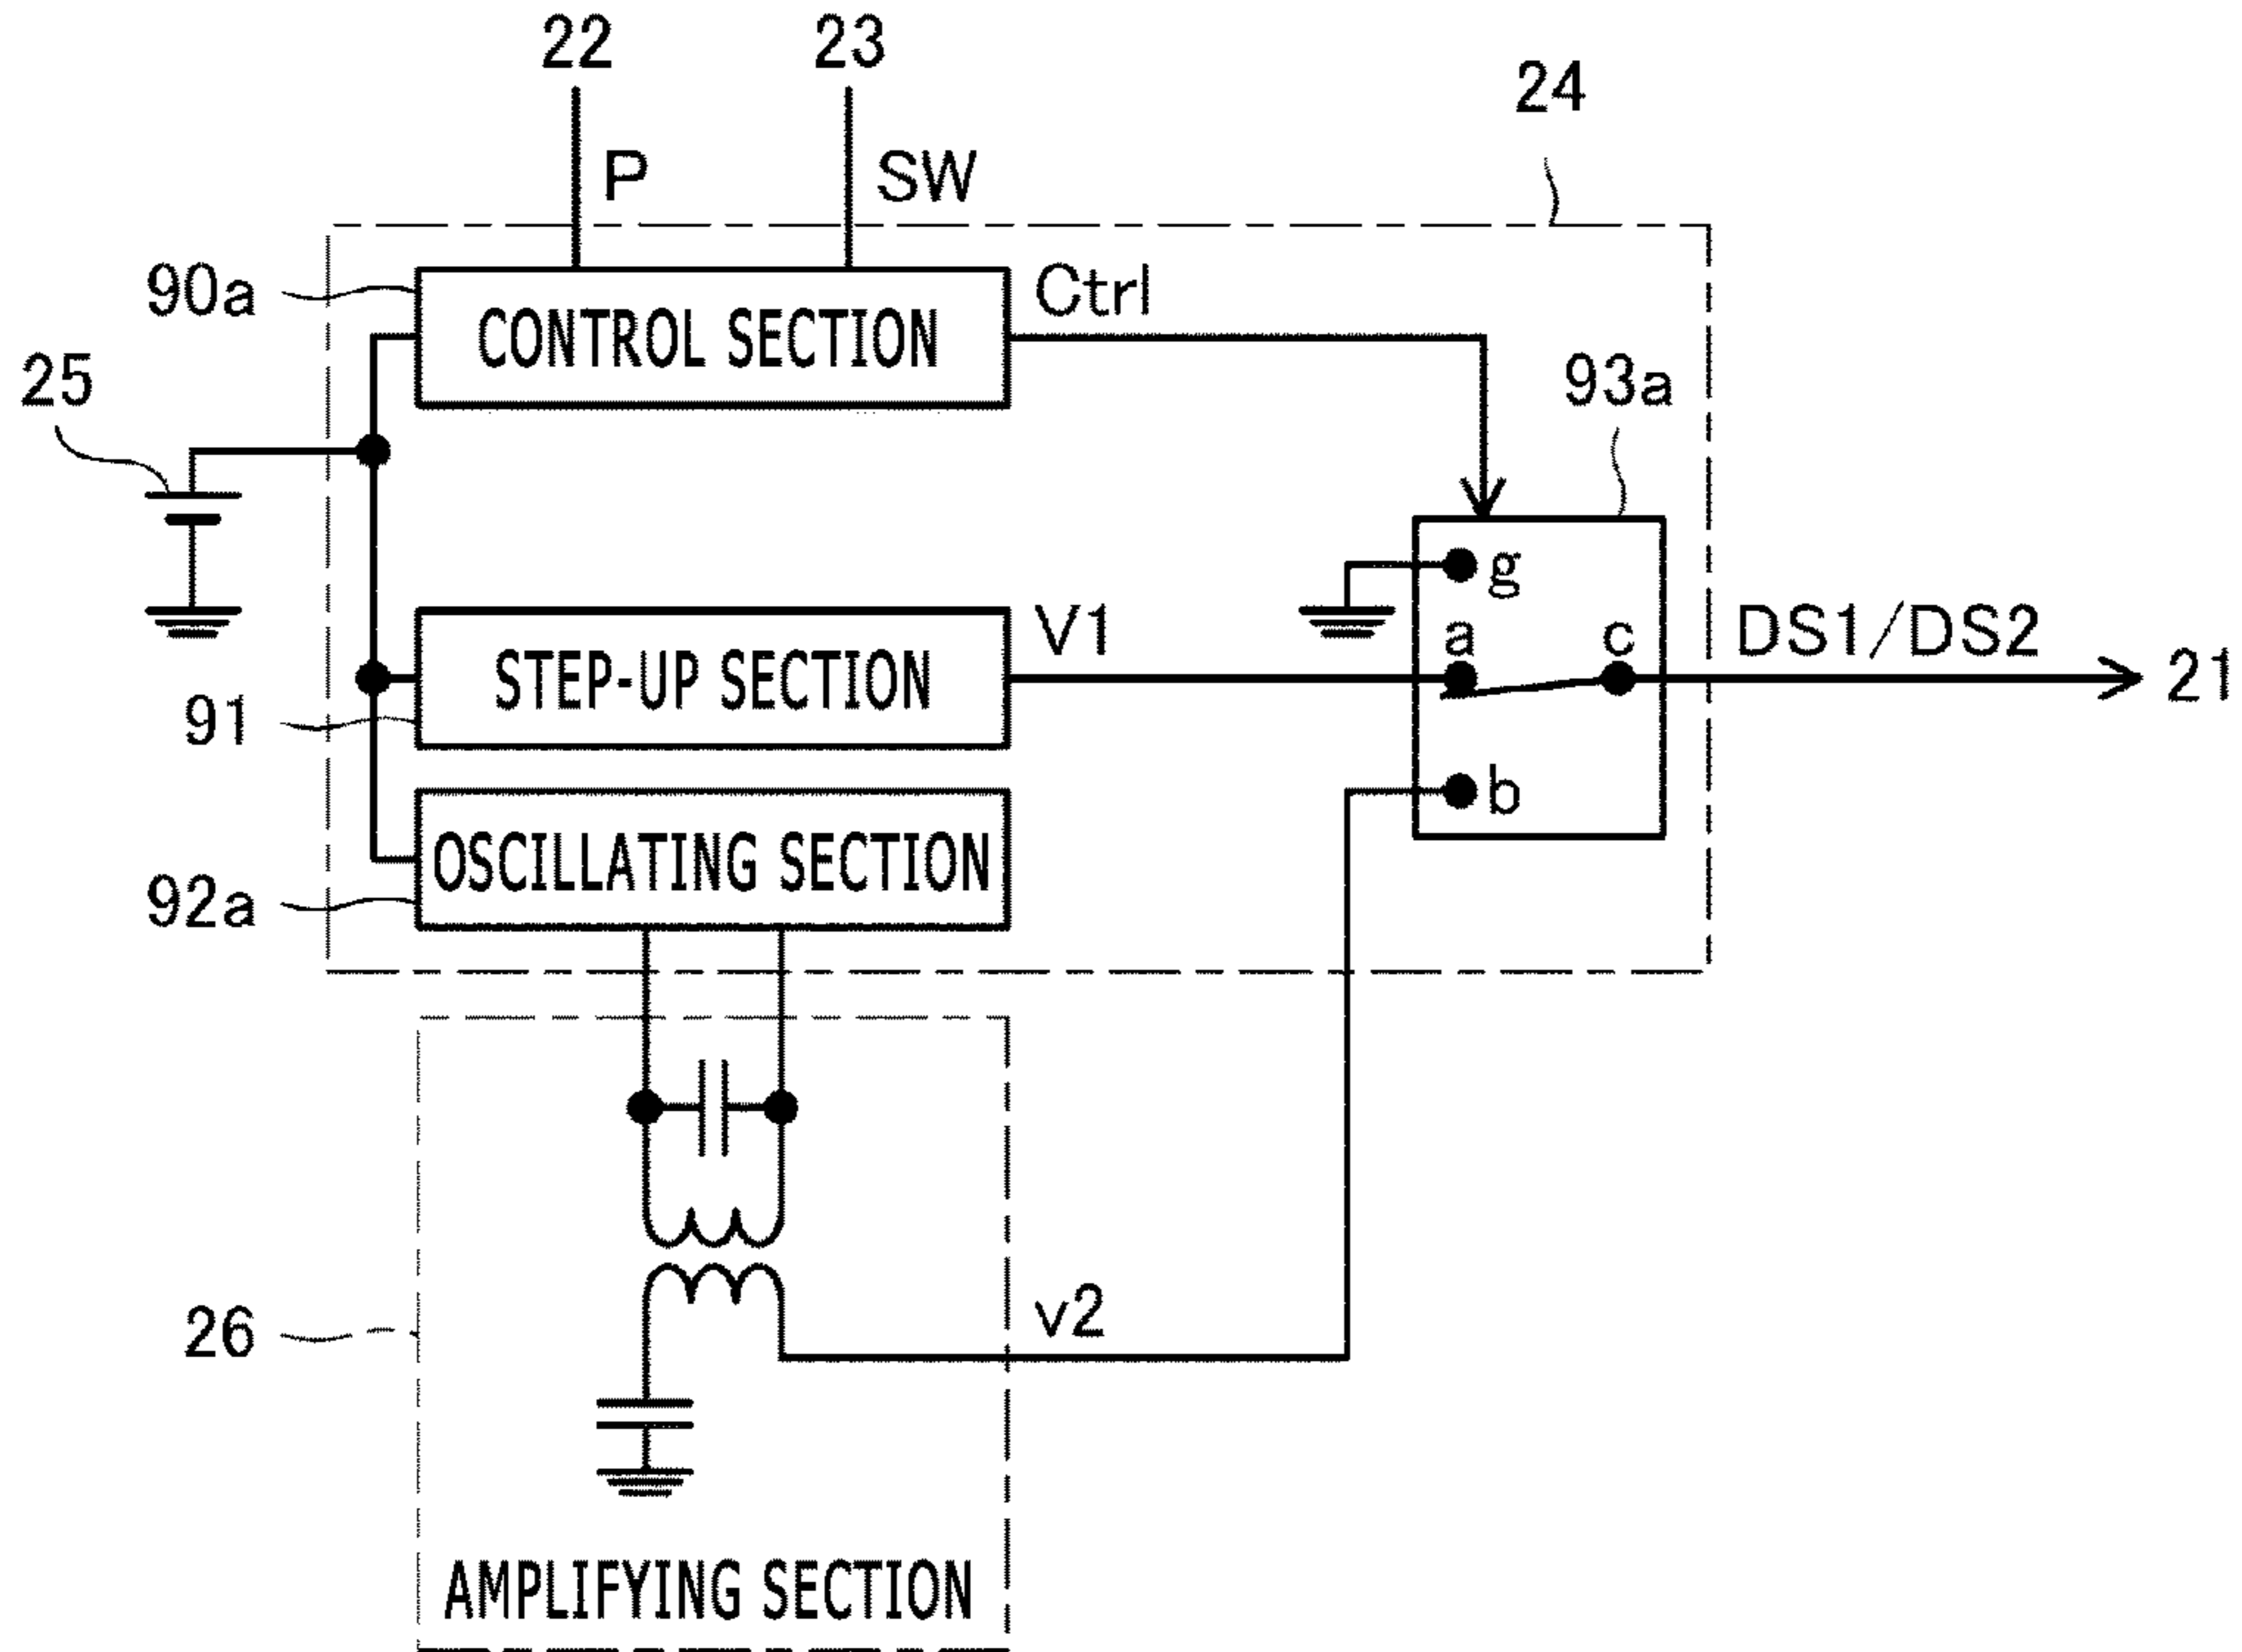 22 23
24
P SW
90a
Ctrl
CONTROL SECTION
25
93a
g
V1
a c
DS1/DS2
STEP-UP SECTION
21
91
b
OSCILLATING SECTION
92a
v2
26
AMPLIFYING SECTION